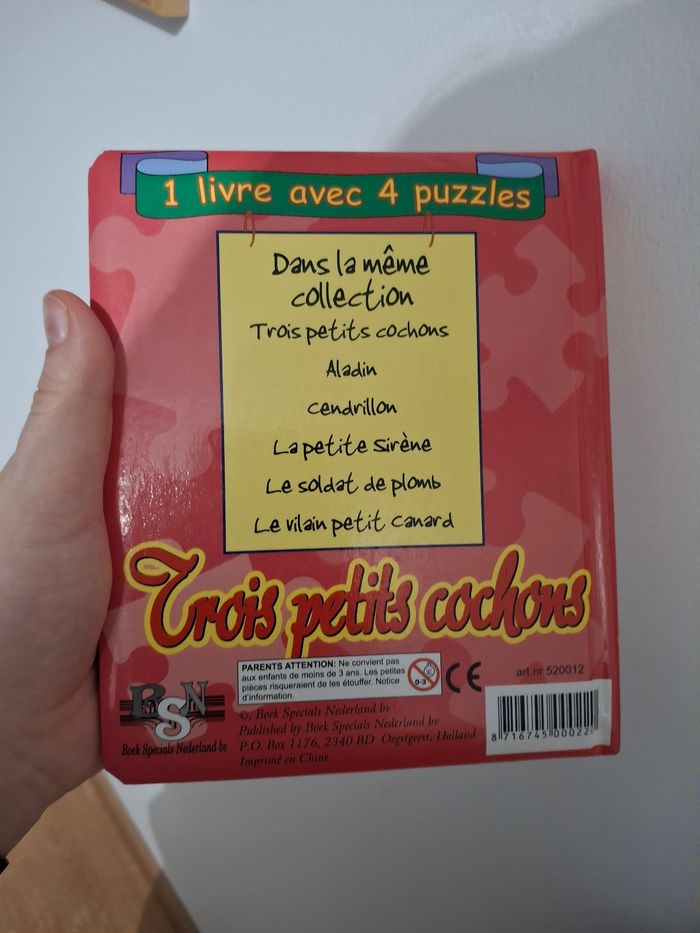 1 livre avec 4 puzzles
Dans la même
collection
Trois petits cochons
Aladin
Cendrillon
La petite Sirène
Le soldat de plomb
Le vilain petit canard
Trois petits cochons
PARENTS ATTENTION: Ne convient pas
aux enfants de moins de 3 ans. Les petites
pièces risqueraient de les étouffer. Notice
d'information.
0-3
CE
art.nr 520012
BSN
Boek Specials Nederland bv
©, Boek Specials Nederland bv
Published by Boek Specials Nederland bv
P.O. Box 1176, 2340 BD Oegstgeest, Holland
Imprimé en Chine
8 716745 00022